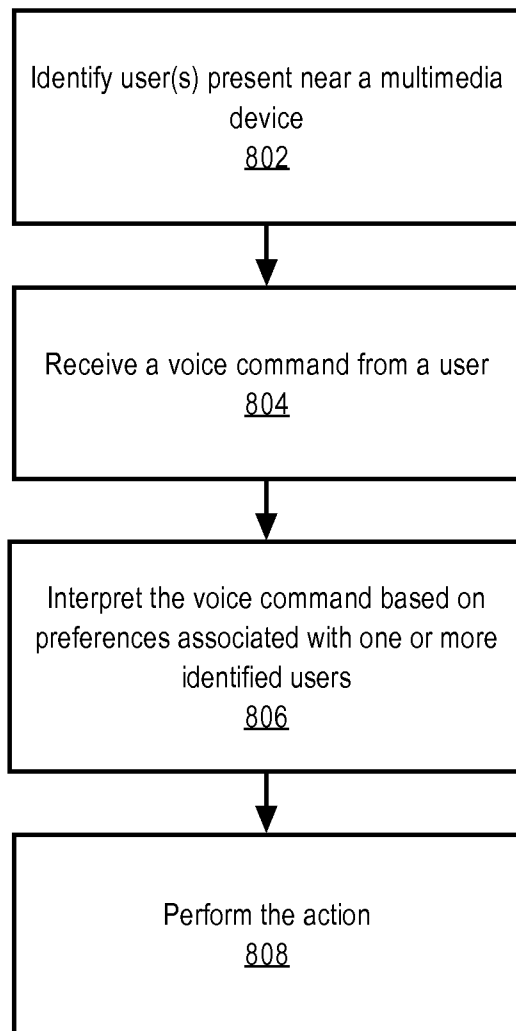 Identify user(s) present near a multimedia
device
802
Receive a voice command from a user
804
Interpret the voice command based on
preferences associated with one or more
identified users
806
Perform the action
808